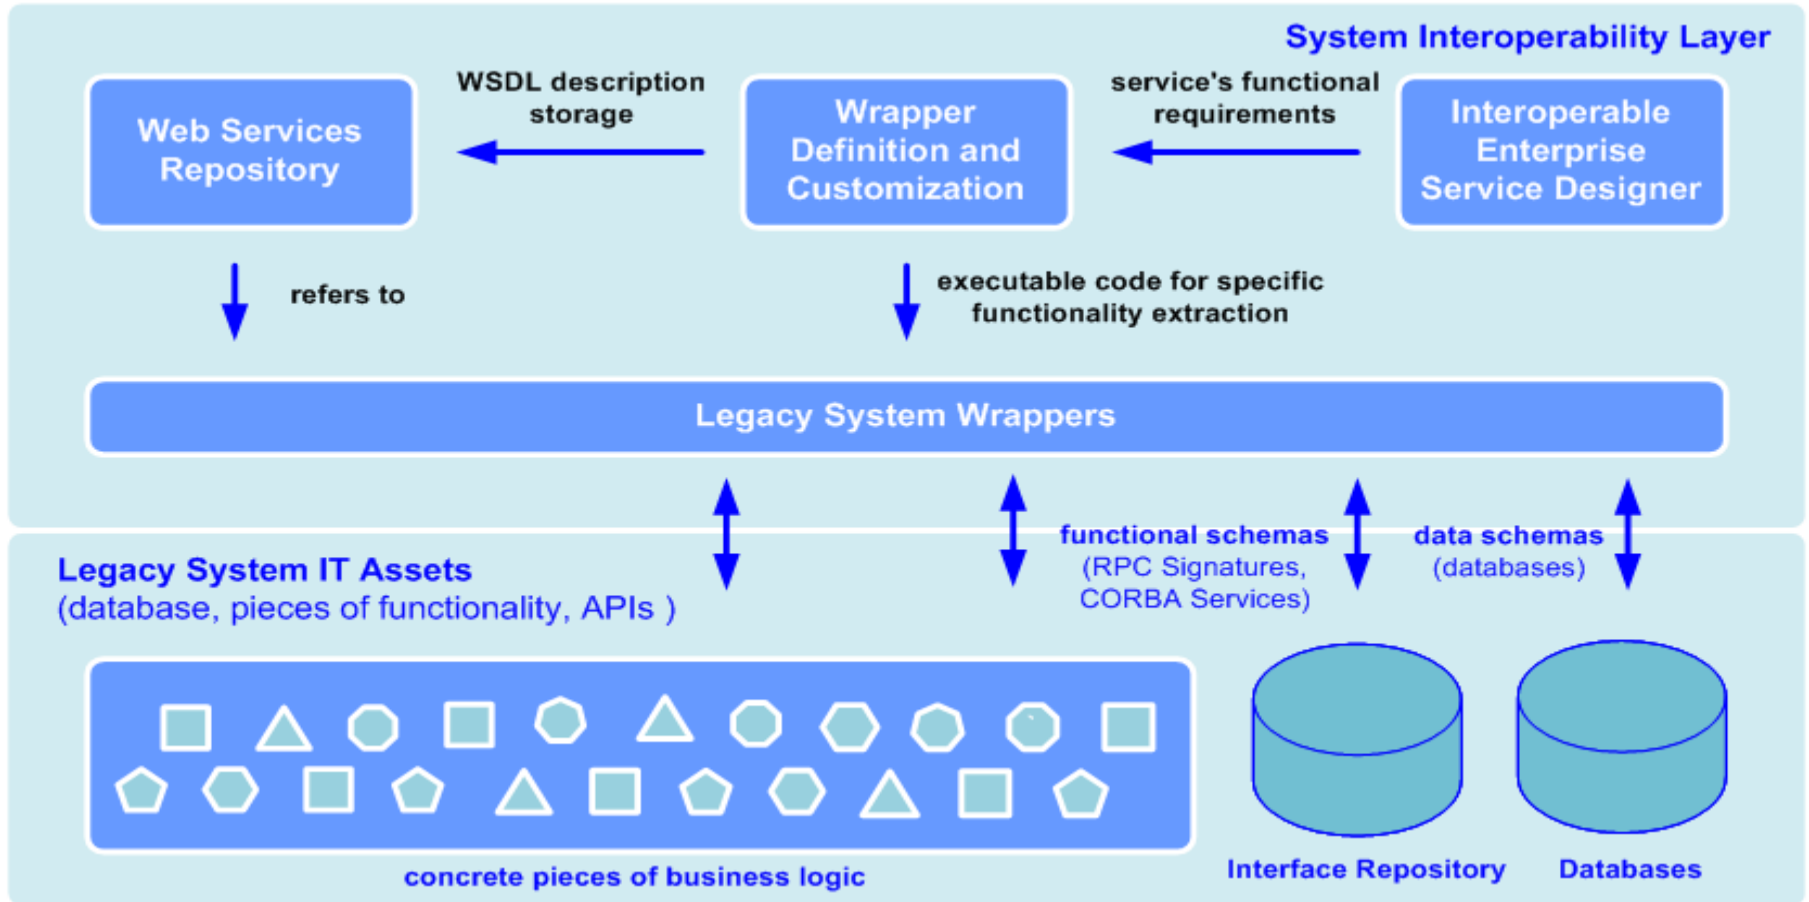 System Interoperability Layer
Web Services
Repository
WSDL description
storage
Wrapper
Definition and
Customization
service's functional
requirements
Interoperable
Enterprise
Service Designer
refers to
executable code for specific
functionality extraction
Legacy System Wrappers
Legacy System IT Assets
(database, pieces of functionality, APIs )
functional schemas
(RPC Signatures,
CORBA Services)
data schemas
(databases)
concrete pieces of business logic
Interface Repository
Databases